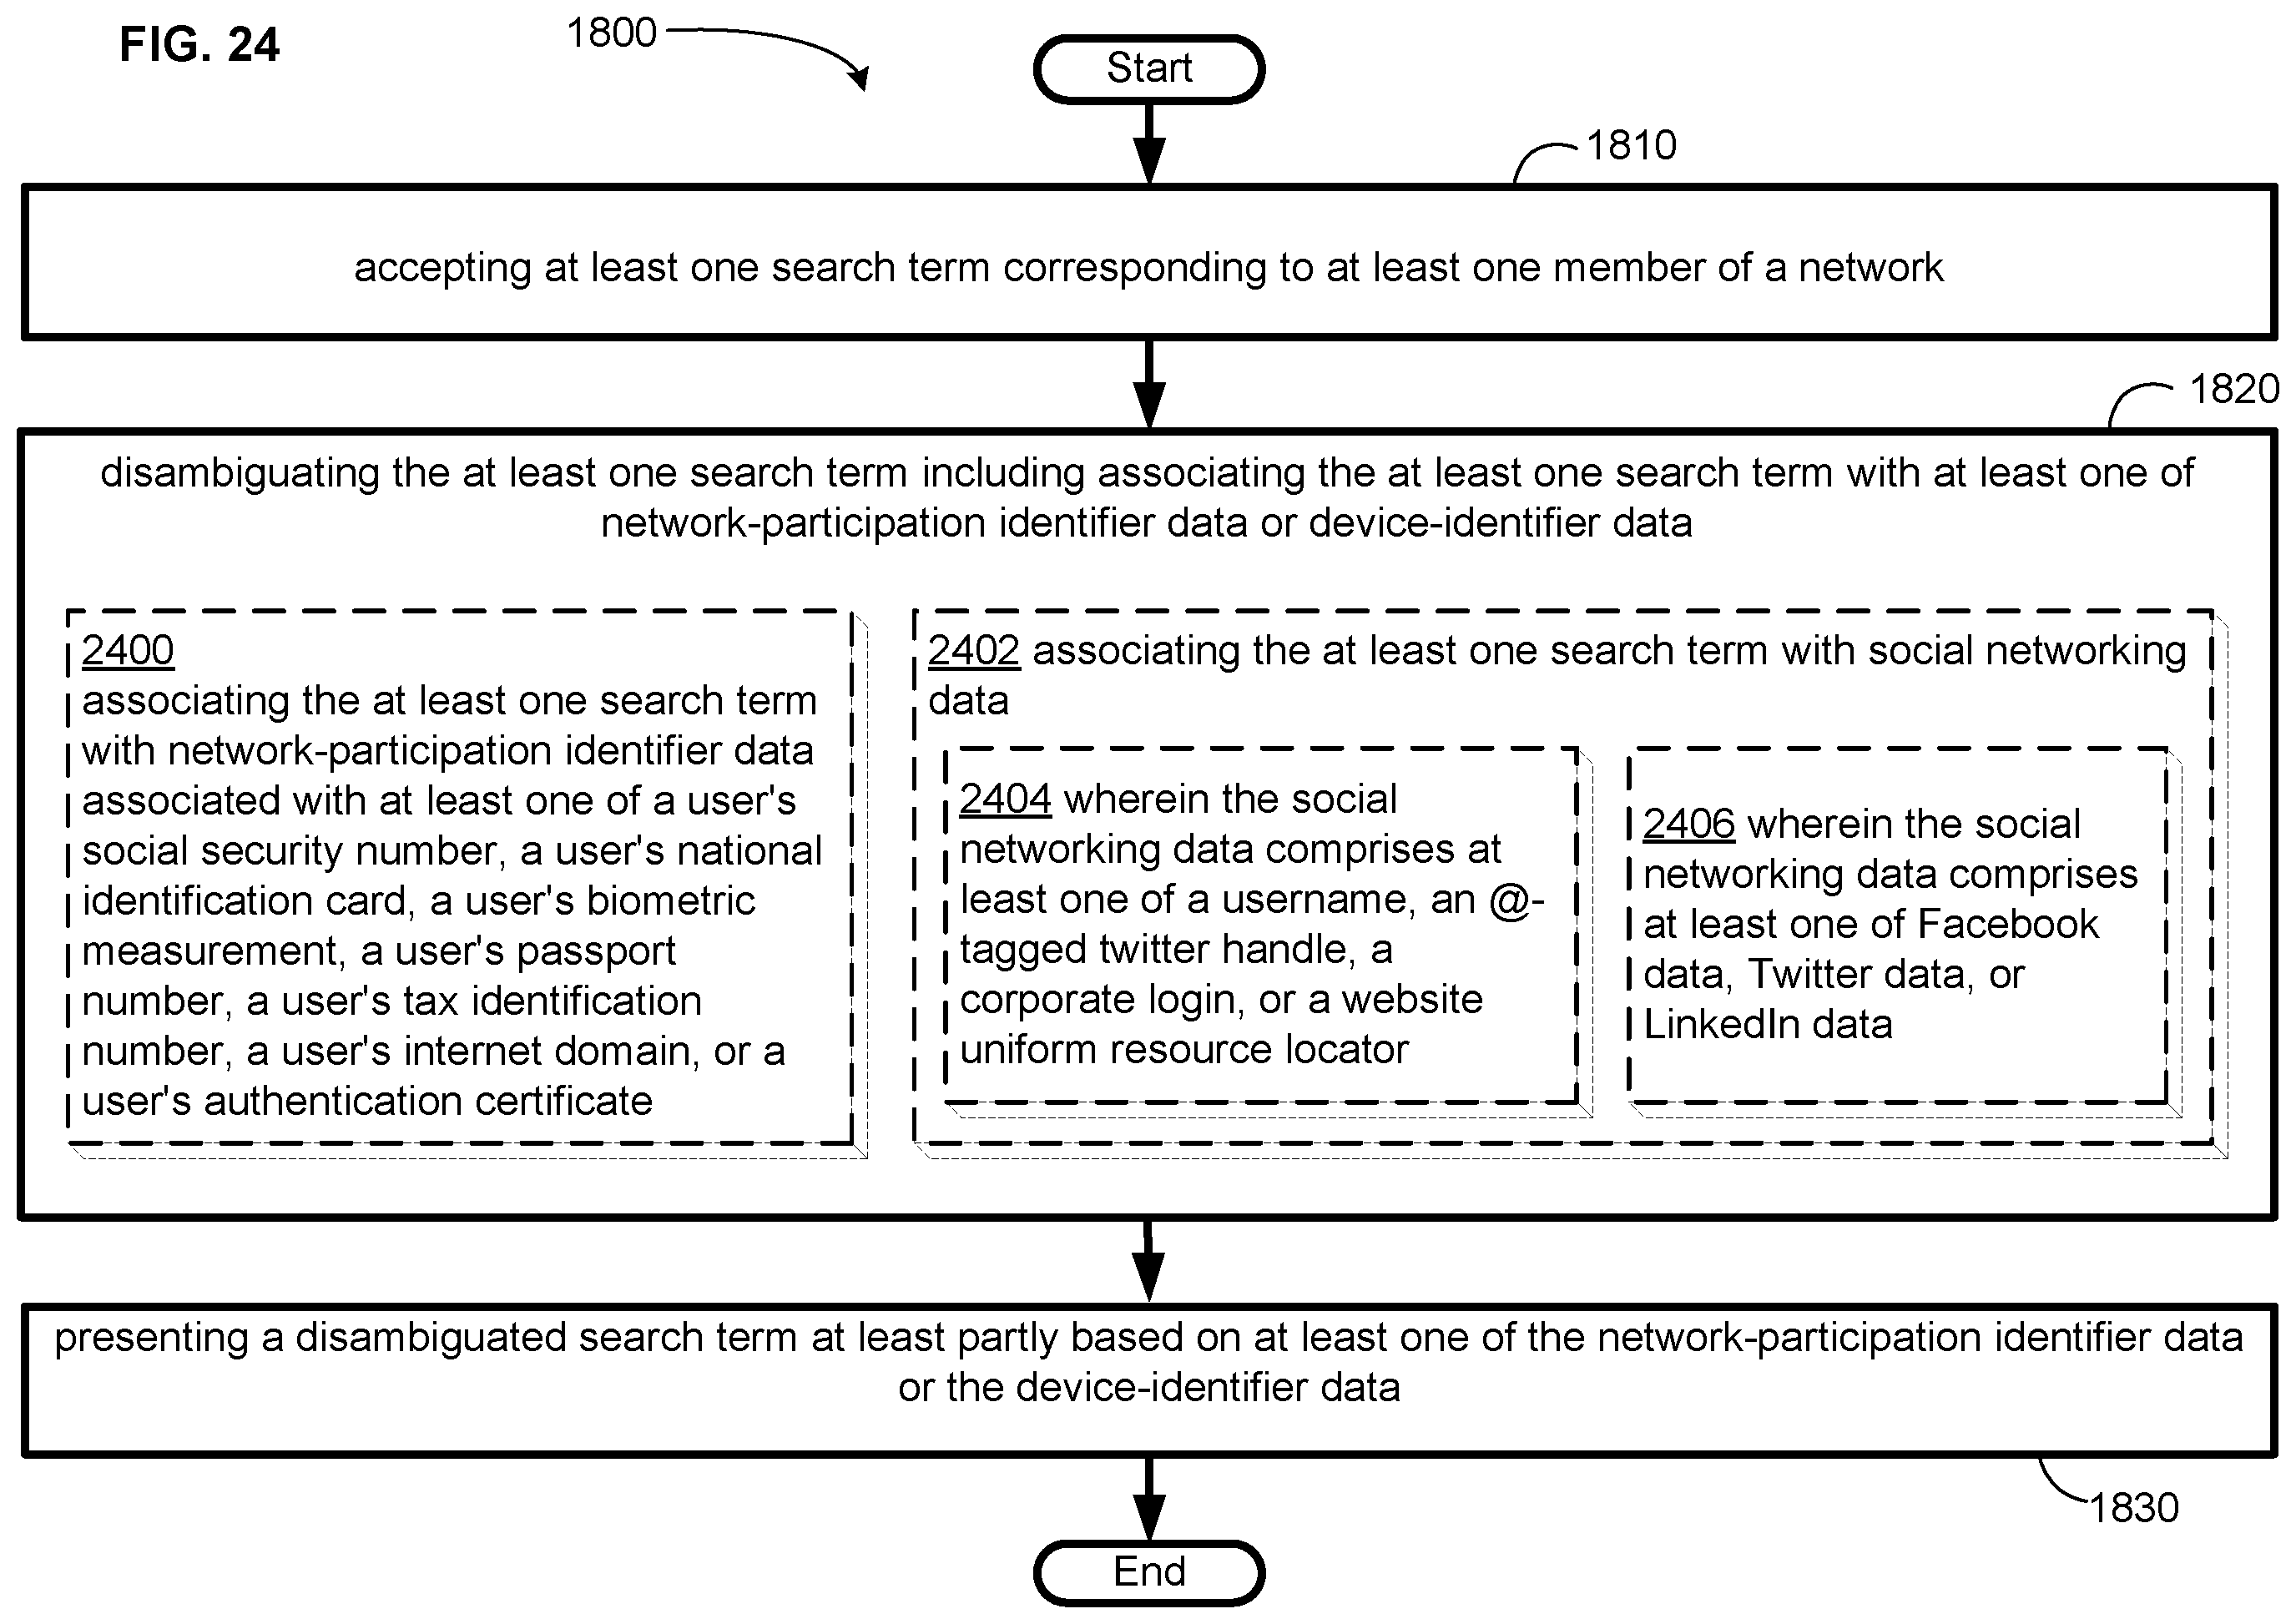 FIG. 24
1800
Start
1810
accepting at least one search term corresponding to at least one member of a network
1820
disambiguating the at least one search term including associating the at least one search term with at least one of
network-participation identifier data or device-identifier data
2400
associating the at least one search term
with network-participation identifier data
associated with at least one of a user's
social security number, a user's national
identification card, a user's biometric
measurement, a user's passport
number, a user's tax identification
number, a user's internet domain, or a
user's authentication certificate
2402 associating the at least one search term with social networking
data
2404 wherein the social
networking data comprises at
least one of a username, an @-
tagged twitter handle, a
corporate login, or a website
uniform resource locator
2406 wherein the social
networking data comprises
at least one of Facebook
data, Twitter data, or
LinkedIn data
presenting a disambiguated search term at least partly based on at least one of the network-participation identifier data
or the device-identifier data
1830
End